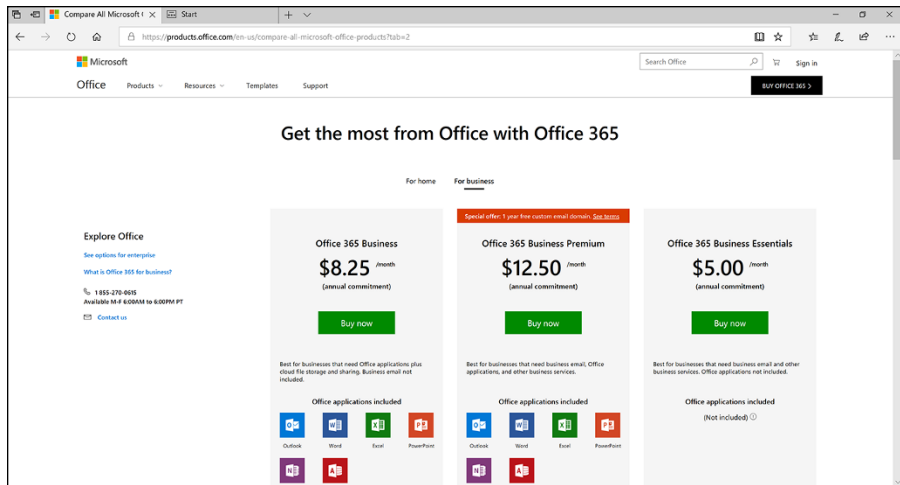 Compare All Microsoft (
Start
https://products.office.com/en-us/compare-all-microsoft-office-products?tab=2
Microsoft
Search Office
Sign in
Office Products Resources Templates Support
BUY OFFICE 365 >
Get the most from Office with Office 365
For home For business
Explore Office
See options for enterprise
What is Office 365 for business?
1 855-270-0615
Available M-F 6:00AM to 6:00PM PT
Contact us
Office 365 Business
$8.25 /month
(annual commitment)
Buy now
Best for businesses that need Office applications plus
cloud file storage and sharing. Business email not
included.
Office applications included
Outlook Word Excel PowerPoint
Special offer: 1 year free custom email domain. See terms
Office 365 Business Premium
$12.50 /month
(annual commitment)
Buy now
Best for businesses that need business email, Office
applications, and other business services.
Office applications included
Outlook Word Excel PowerPoint
Office 365 Business Essentials
$5.00 /month
(annual commitment)
Buy now
Best for businesses that need business email and other
business services. Office applications not included.
Office applications included
(Not included)